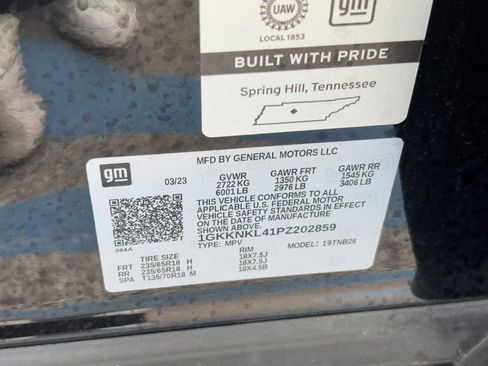 UAW
gm
LOCAL 1853
BUILT WITH PRIDE
Spring Hill, Tennessee
gm
MFD BY GENERAL MOTORS LLC
03/23 GVWR GAWR FRT GAWR RR
2722 KG 1350 KG 1545 KG
6001 LB 2976 LB 3406 LB
THIS VEHICLE CONFORMS TO ALL
APPLICABLE U.S. FEDERAL MOTOR
VEHICLE SAFETY STANDARDS IN EFFECT
ON THE DATE OF MANUFACTURE
1GKKNKL41PZ202859
384A
TYPE: MPV MODEL: 19TNB26
TIRE SIZE RIM
FRT 235/65R18 H 18X7.5J
RR 235/65R18 H 18X7.5J
SPA T135/70R18 M 18X4.5B